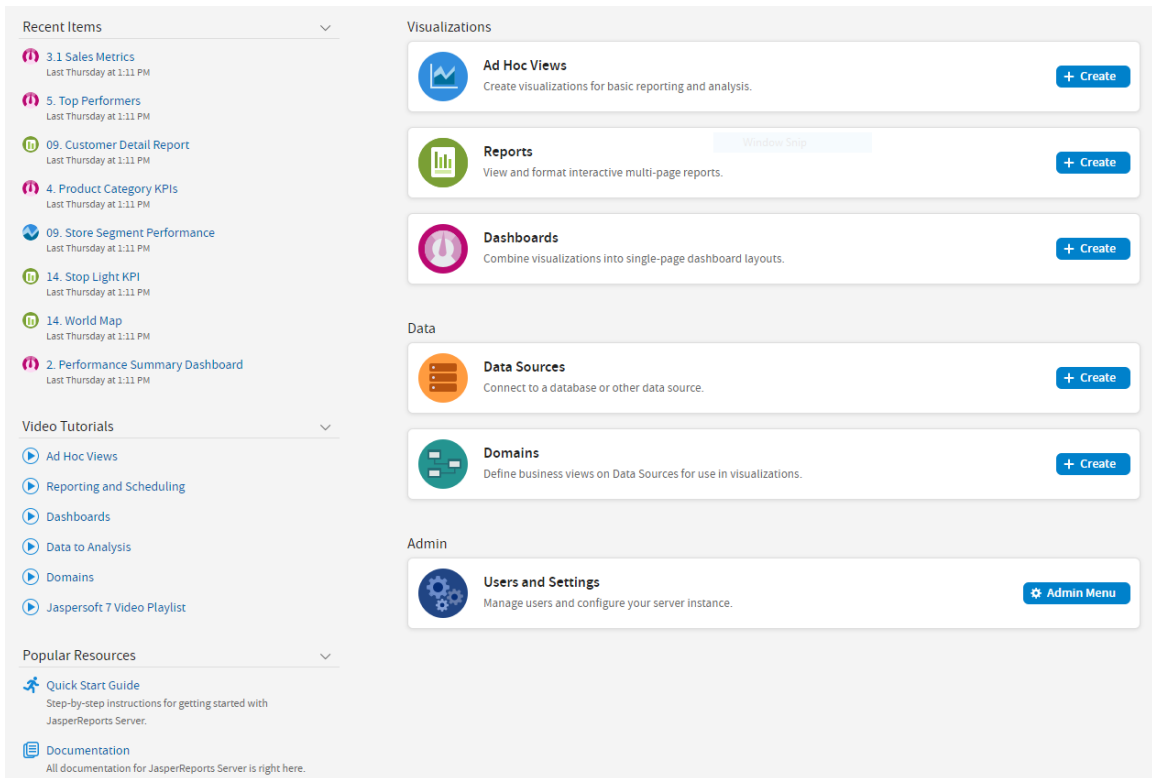 Recent Items
3.1 Sales Metrics
Last Thursday at 1:11 PM
5. Top Performers
Last Thursday at 1:11 PM
09. Customer Detail Report
Last Thursday at 1:11 PM
4. Product Category KPIs
Last Thursday at 1:11 PM
09. Store Segment Performance
Last Thursday at 1:11 PM
14. Stop Light KPI
Last Thursday at 1:11 PM
14. World Map
Last Thursday at 1:11 PM
2. Performance Summary Dashboard
Last Thursday at 1:11 PM
Video Tutorials
Ad Hoc Views
Reporting and Scheduling
Dashboards
Data to Analysis
Domains
Jaspersoft 7 Video Playlist
Popular Resources
Quick Start Guide
Step-by-step instructions for getting started with
JasperReports Server.
Documentation
All documentation for JasperReports Server is right here.
Visualizations
Ad Hoc Views
Create visualizations for basic reporting and analysis.
+ Create
Window Snip
Reports
View and format interactive multi-page reports.
+ Create
Dashboards
Combine visualizations into single-page dashboard layouts.
+ Create
Data
Data Sources
Connect to a database or other data source.
+ Create
Domains
Define business views on Data Sources for use in visualizations.
+ Create
Admin
Users and Settings
Manage users and configure your server instance.
Admin Menu